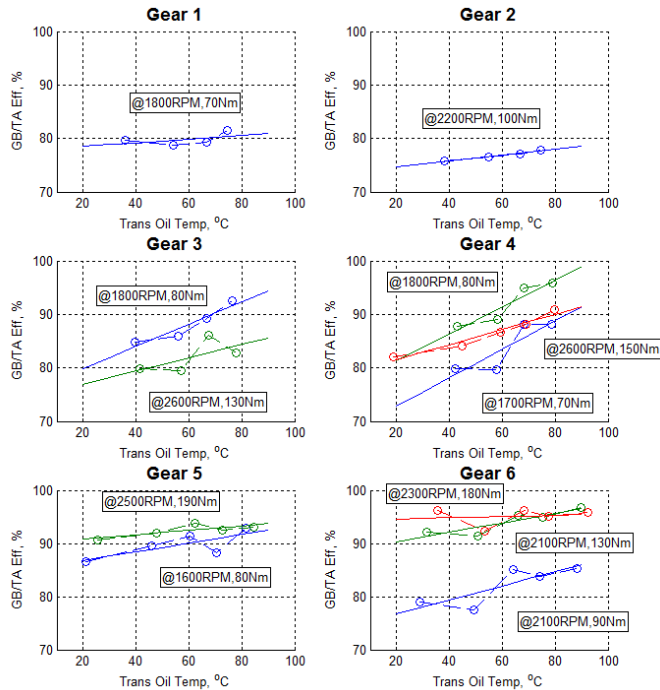 Gear 1
Gear 2
100
90
80
70
GB/TA Eff, %
@1800RPM,70Nm
20 40 60 80 100
Trans Oil Temp, °C
100
90
80
70
GB/TA Eff, %
@2200RPM,100Nm
20 40 60 80 100
Trans Oil Temp, °C
Gear 3
Gear 4
100
90
80
70
60
GB/TA Eff, %
@1800RPM,80Nm
@2600RPM,130Nm
20 40 60 80 100
Trans Oil Temp, °C
100
90
80
70
60
GB/TA Eff, %
@1800RPM,80Nm
@2600RPM,150Nm
@1700RPM,70Nm
20 40 60 80 100
Trans Oil Temp, °C
Gear 5
Gear 6
100
90
80
70
GB/TA Eff, %
@2500RPM,190Nm
@1600RPM,80Nm
20 40 60 80 100
Trans Oil Temp, °C
100
90
80
70
GB/TA Eff, %
@2300RPM,180Nm
@2100RPM,130Nm
@2100RPM,90Nm
20 40 60 80 100
Trans Oil Temp, °C